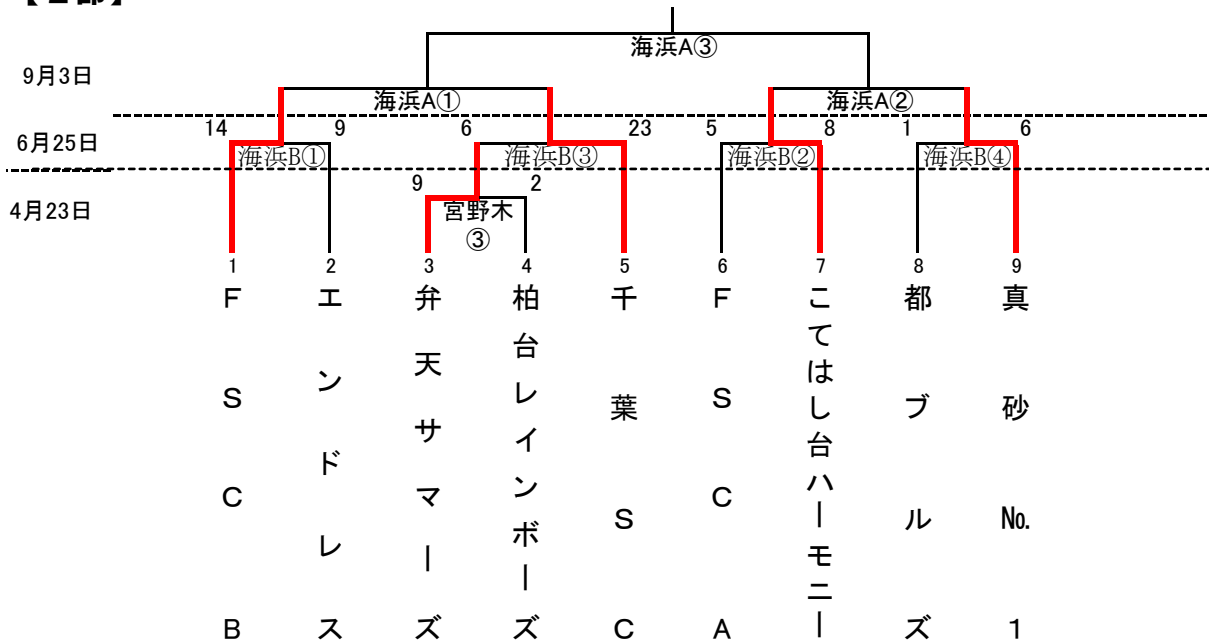 海浜A③
9月3日
海浜A① 海浜A②
14 9 6 23 5 8 1 6
6月25日
海浜B① 海浜B③ 海浜B② 海浜B④
9 2
4月23日
宮野木
③
1 2 3 4 5 6 7 8 9
FSCB
エンドレス
弁天サマーズ
柏台レインボーズ
千葉SC
FSCA
こてはし台ハーモニー
都ブルズ
真砂№1